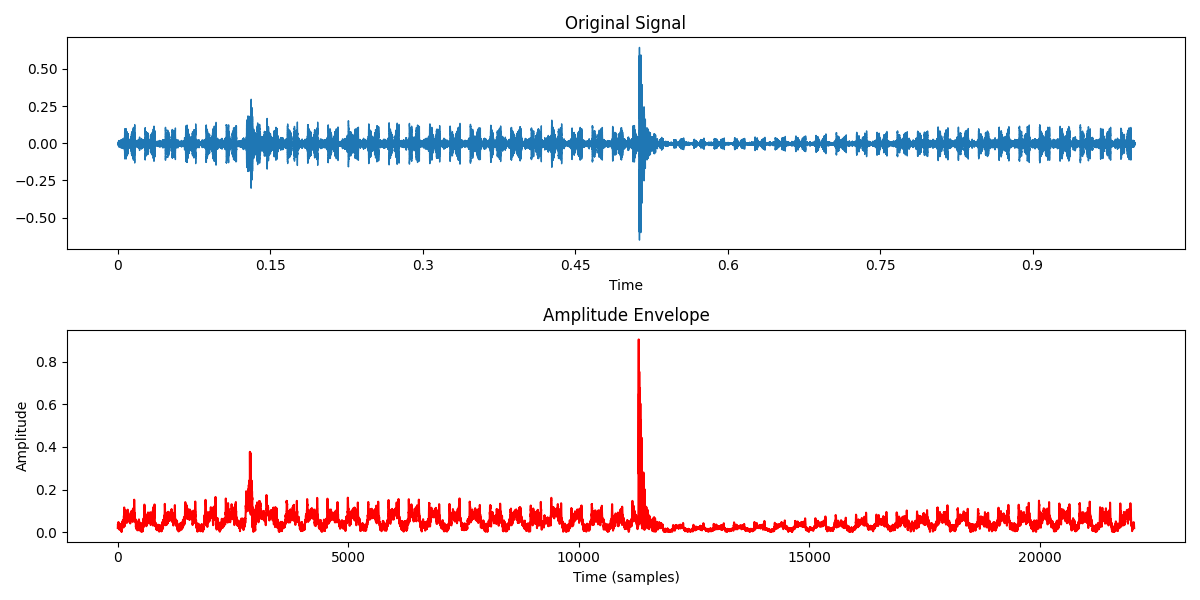 Original Signal
0.50
0.25
0.00
−0.25
−0.50
0 0.15 0.3 0.45 0.6 0.75 0.9
Time
Amplitude Envelope
Amplitude
0.8
0.6
0.4
0.2
0.0
0 5000 10000 15000 20000
Time (samples)